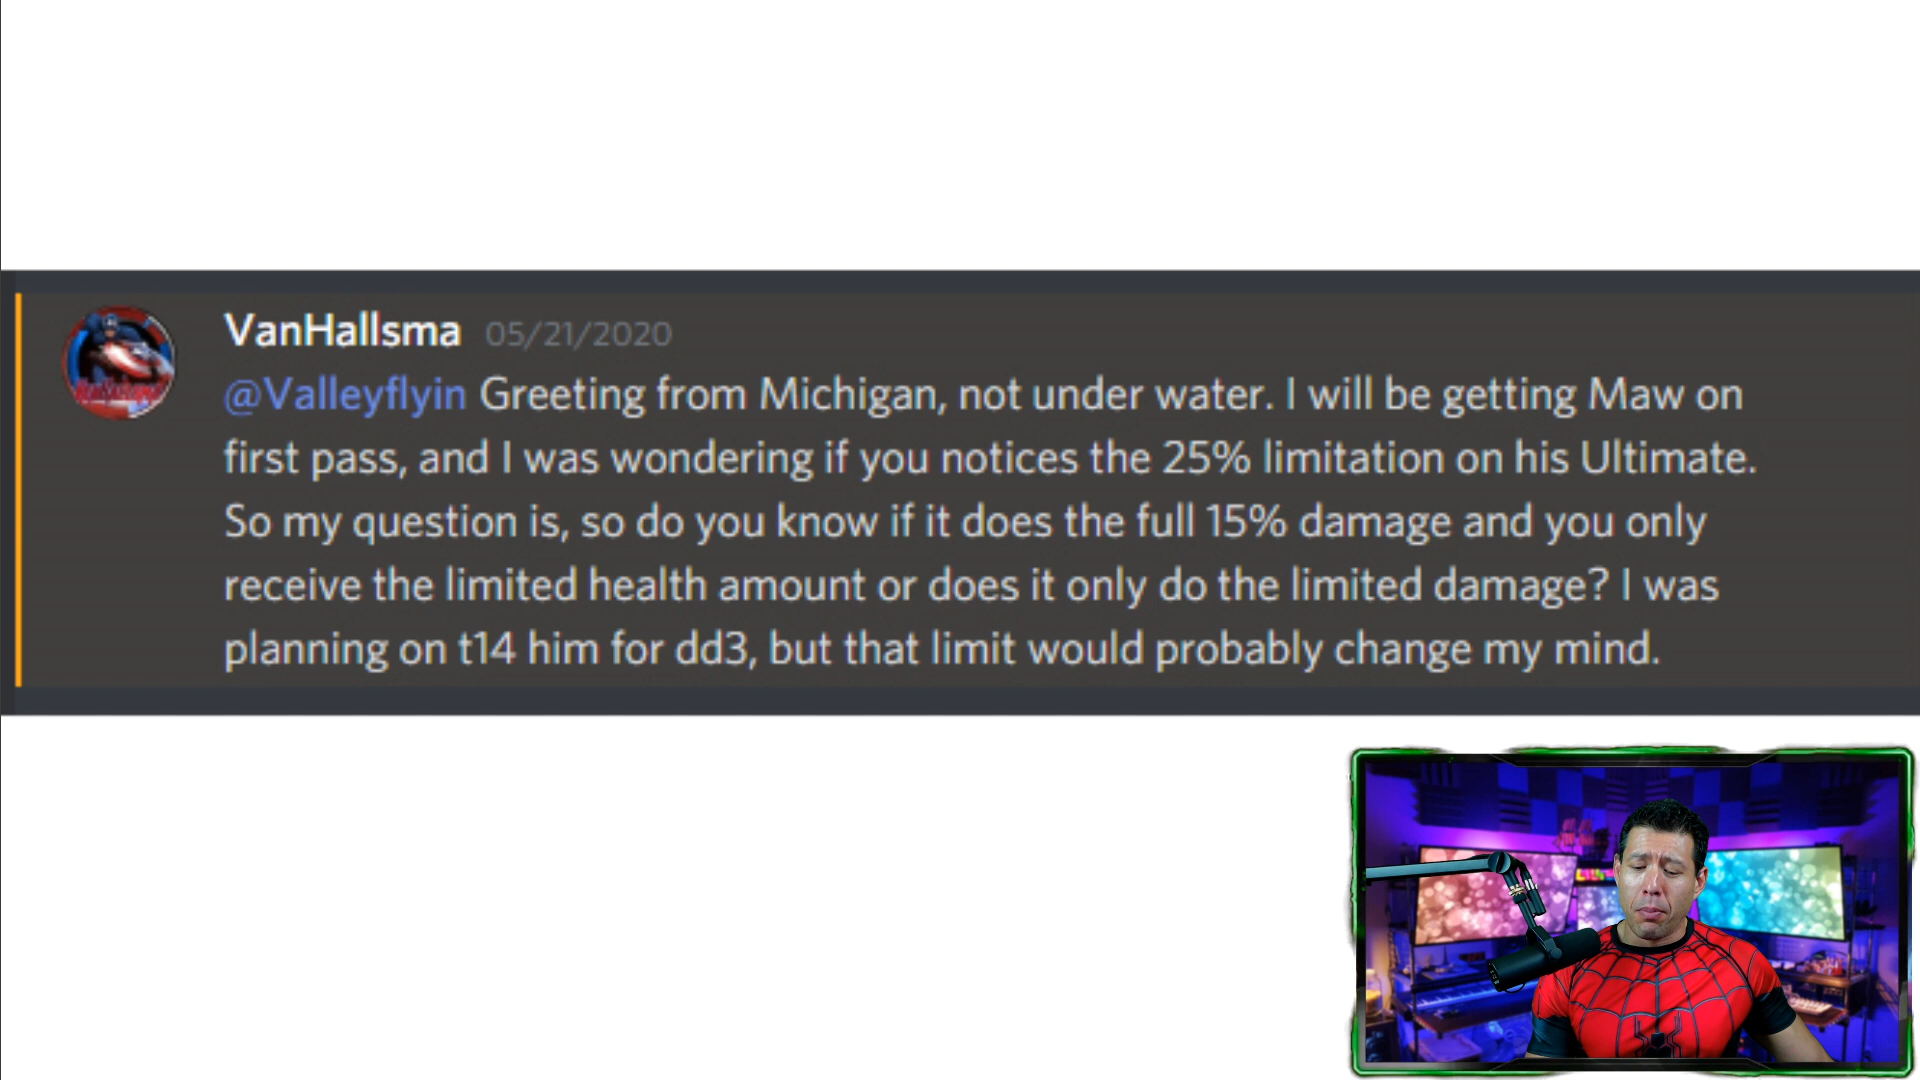 VanHallsma 05/21/2020
@Valleyflyin Greeting from Michigan, not under water. I will be getting Maw on
first pass, and I was wondering if you notices the 25% limitation on his Ultimate.
So my question is, so do you know if it does the full 15% damage and you only
receive the limited health amount or does it only do the limited damage? I was
planning on t14 him for dd3, but that limit would probably change my mind.